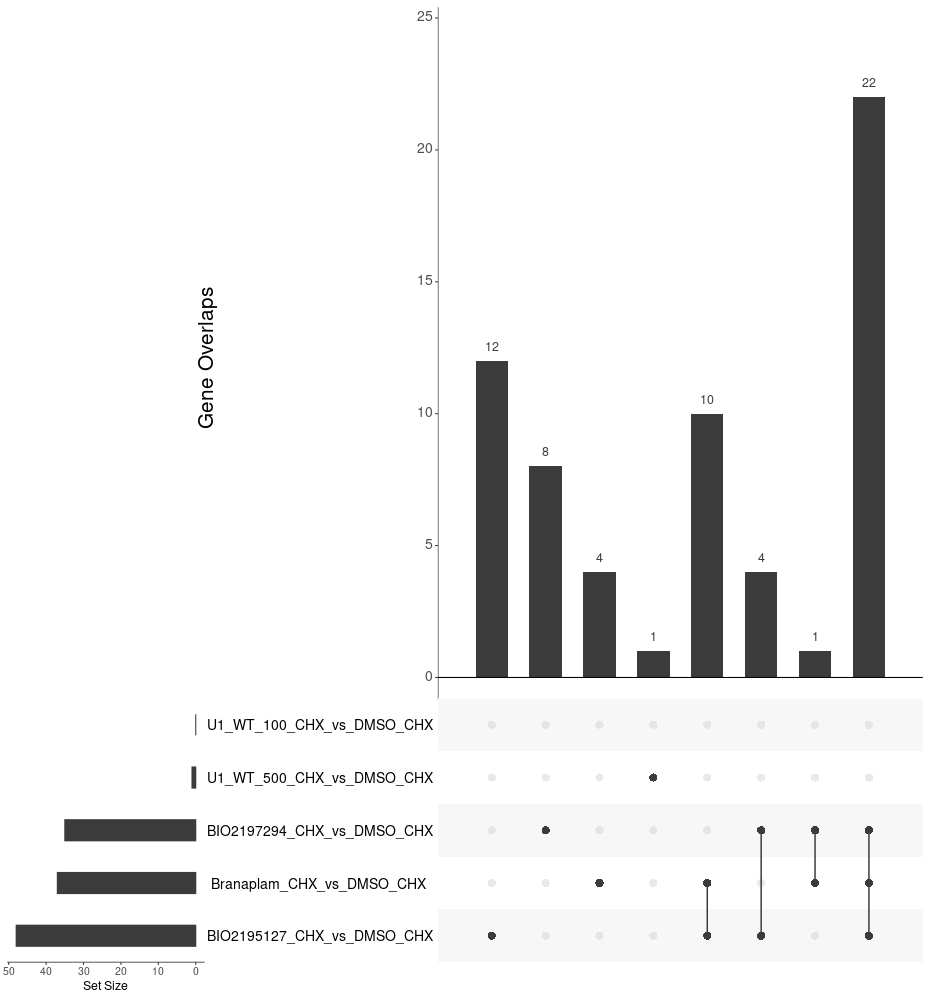 Gene Overlaps
25
20
15
10
5
0
12
8
4
1
10
4
1
22
U1_WT_100_CHX_vs_DMSO_CHX
U1_WT_500_CHX_vs_DMSO_CHX
BIO2197294_CHX_vs_DMSO_CHX
Branaplam_CHX_vs_DMSO_CHX
BIO2195127_CHX_vs_DMSO_CHX
50 40 30 20 10 0
Set Size